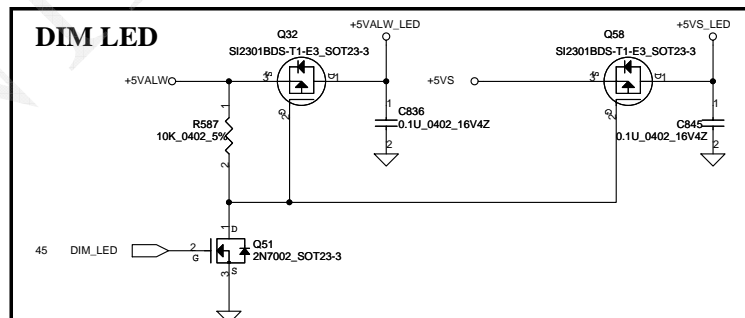 DIM LED
Q32
SI2301BDS-T1-E3_SOT23-3
+5VALW_LED
Q58
SI2301BDS-T1-E3_SOT23-3
+5VS_LED
+5VALW
3
S
D
1
G
2
+5VS
3
S
D
1
G
2
1
R587
10K_0402_5%
2
1
C836
0.1U_0402_16V4Z
2
1
C845
0.1U_0402_16V4Z
2
45
DIM_LED
2
G
1
D
Q51
2N7002_SOT23-3
3
S